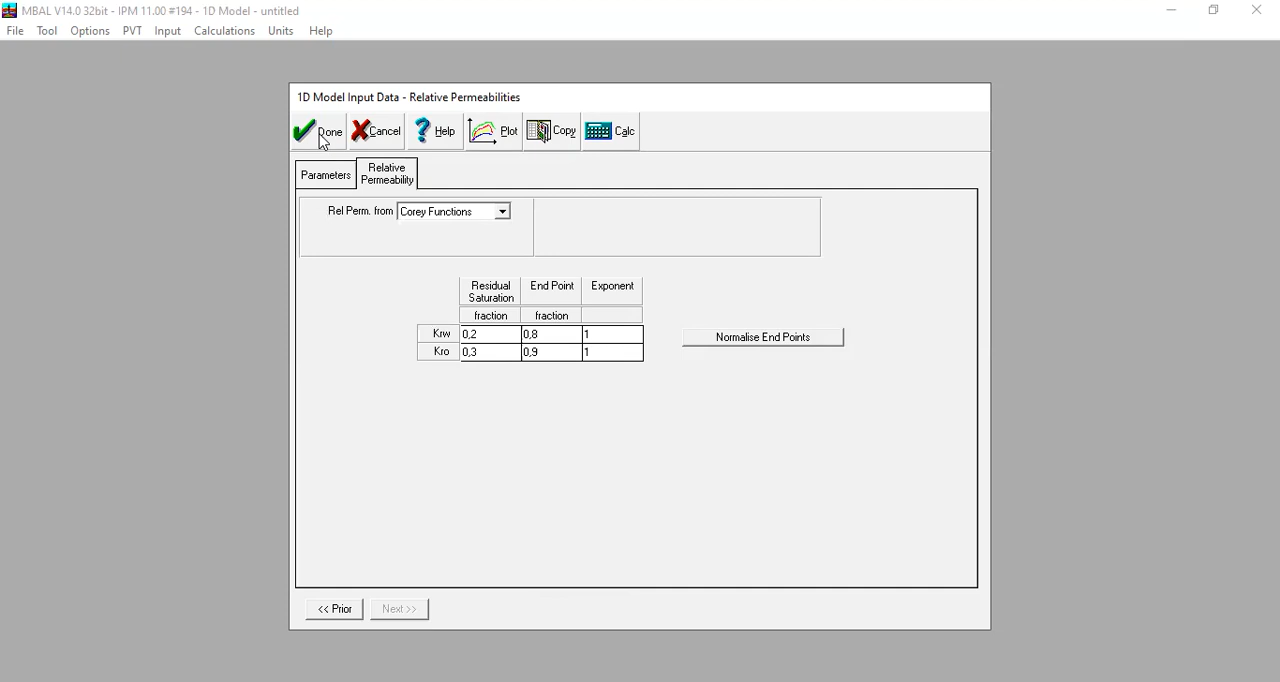 MBAL V14.0 32bit - IPM 11.00 #194 - 1D Model - untitled
File Tool Options PVT Input Calculations Units Help
1D Model Input Data - Relative Permeabilities
Done Cancel Help Plot Copy Calc
Parameters
Relative
Permeability
Rel Perm. from Corey Functions
Residual
Saturation
End Point
Exponent
fraction fraction
Krw 0,2 0,8 1
Normalise End Points
Kro 0,3 0,9 1
<< Prior Next >>